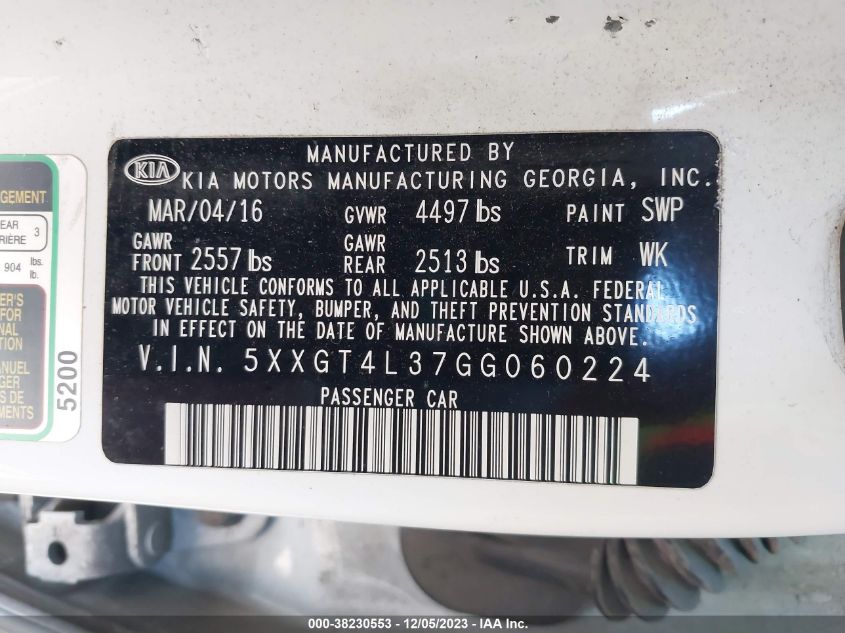 MANUFACTURED BY
KIA KIA MOTORS MANUFACTURING GEORGIA, INC.
MAR/04/16 GVWR 4497 lbs PAINT SWP
GAWR FRONT 2557 lbs GAWR REAR 2513 lbs TRIM WK
THIS VEHICLE CONFORMS TO ALL APPLICABLE U.S.A. FEDERAL
MOTOR VEHICLE SAFETY, BUMPER, AND THEFT PREVENTION STANDARDS
IN EFFECT ON THE DATE OF MANUFACTURE SHOWN ABOVE.
V.I.N. 5XXGT4L37GG060224
PASSENGER CAR
3
904 lbs.
lb.
5200
000-38230553 - 12/05/2023 - IAA Inc.